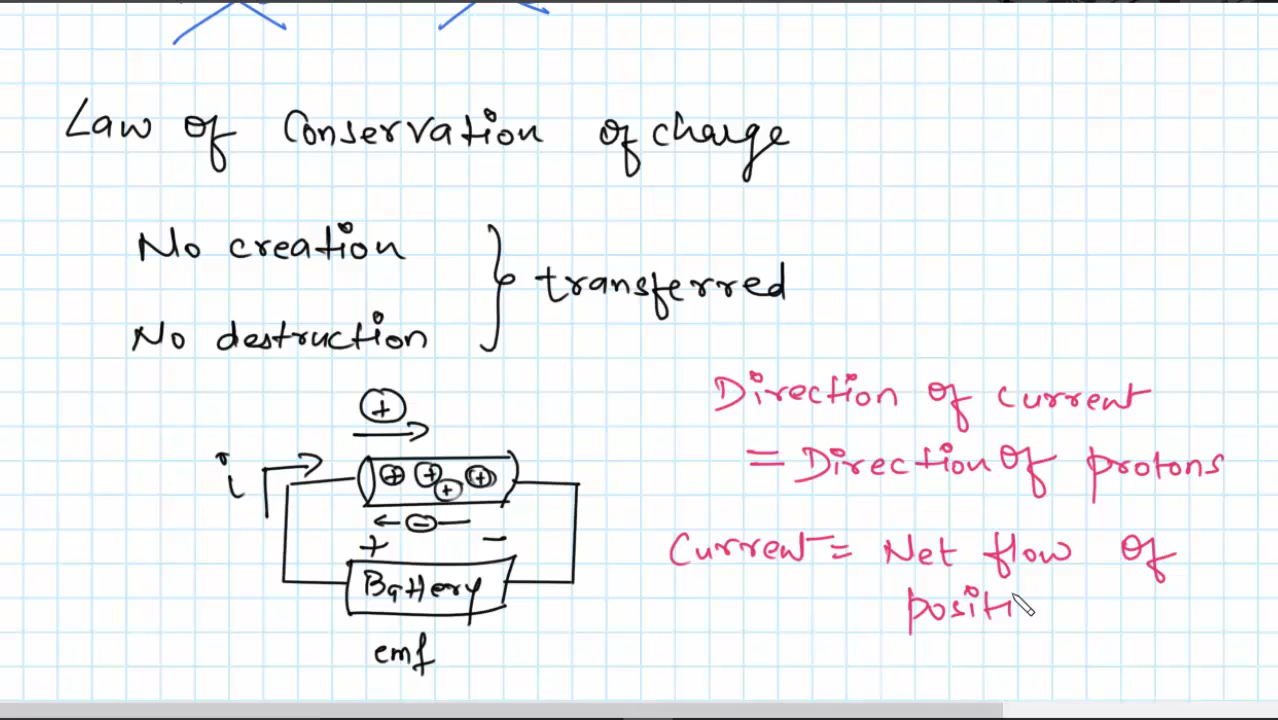 Law of Conservation of charge
No creation
No destruction
transferred
+
i
+ + + +
-
+ -
Battery
emf
Direction of current
= Direction of protons
Current = Net flow of
positi